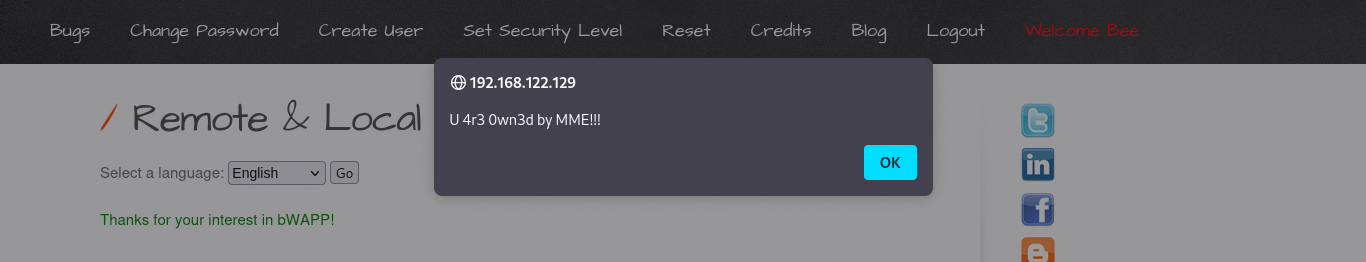 Bugs Change Password Create User Set Security Level Reset Credits Blog Logout Welcome Bee
192.168.122.129
U 4r3 0wn3d by MME!!!
OK
/ Remote & Local
Select a language: English Go
Thanks for your interest in bWAPP!